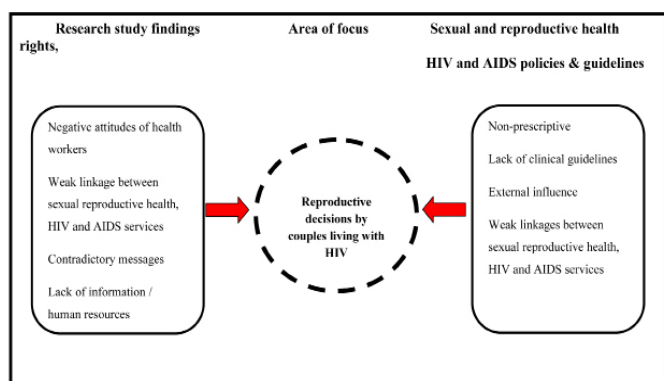 Research study findings Area of focus Sexual and reproductive health
rights,
HIV and AIDS policies & guidelines
Negative attitudes of health
workers
Weak linkage between
sexual reproductive health,
HIV and AIDS services
Contradictory messages
Lack of information /
human resources
Reproductive
decisions by
couples living with
HIV
Non-prescriptive
Lack of clinical guidelines
External influence
Weak linkages between
sexual reproductive health,
HIV and AIDS services